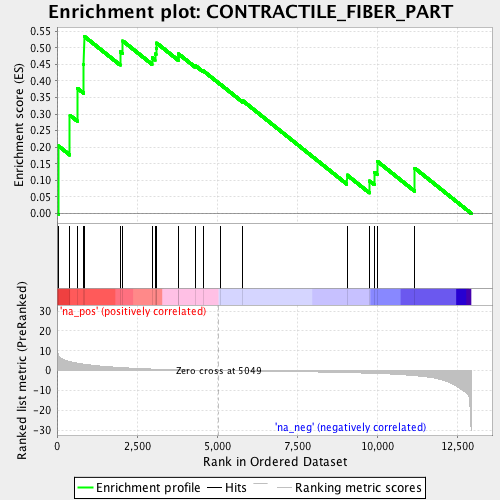 Enrichment plot: CONTRACTILE_FIBER_PART
Enrichment score (ES)
0.55
0.50
0.45
0.40
0.35
0.30
0.25
0.20
0.15
0.10
0.05
0.00
'na_pos' (positively correlated)
Ranked list metric (PreRanked)
30
20
10
0
-10
-20
-30
Zero cross at 5049
'na_neg' (negatively correlated)
0 2,500 5,000 7,500 10,000 12,500
Rank in Ordered Dataset
Enrichment profile Hits Ranking metric scores